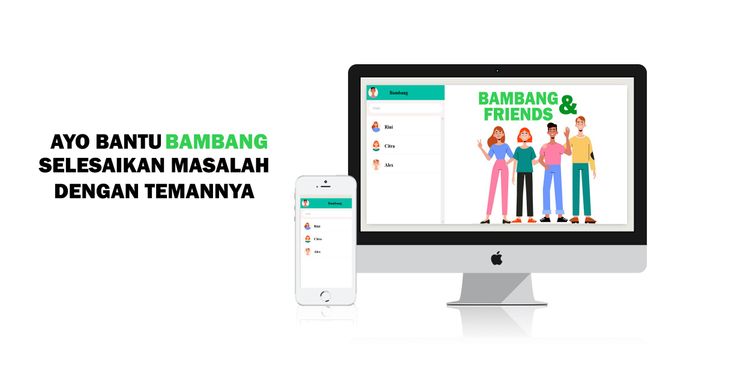 AYO BANTU BAMBANG
SELESAIKAN MASALAH
DENGAN TEMANNYA
Bambang
Rini
Citra
Alex
Bambang
Rini
Citra
Alex
BAMBANG &
FRIENDS